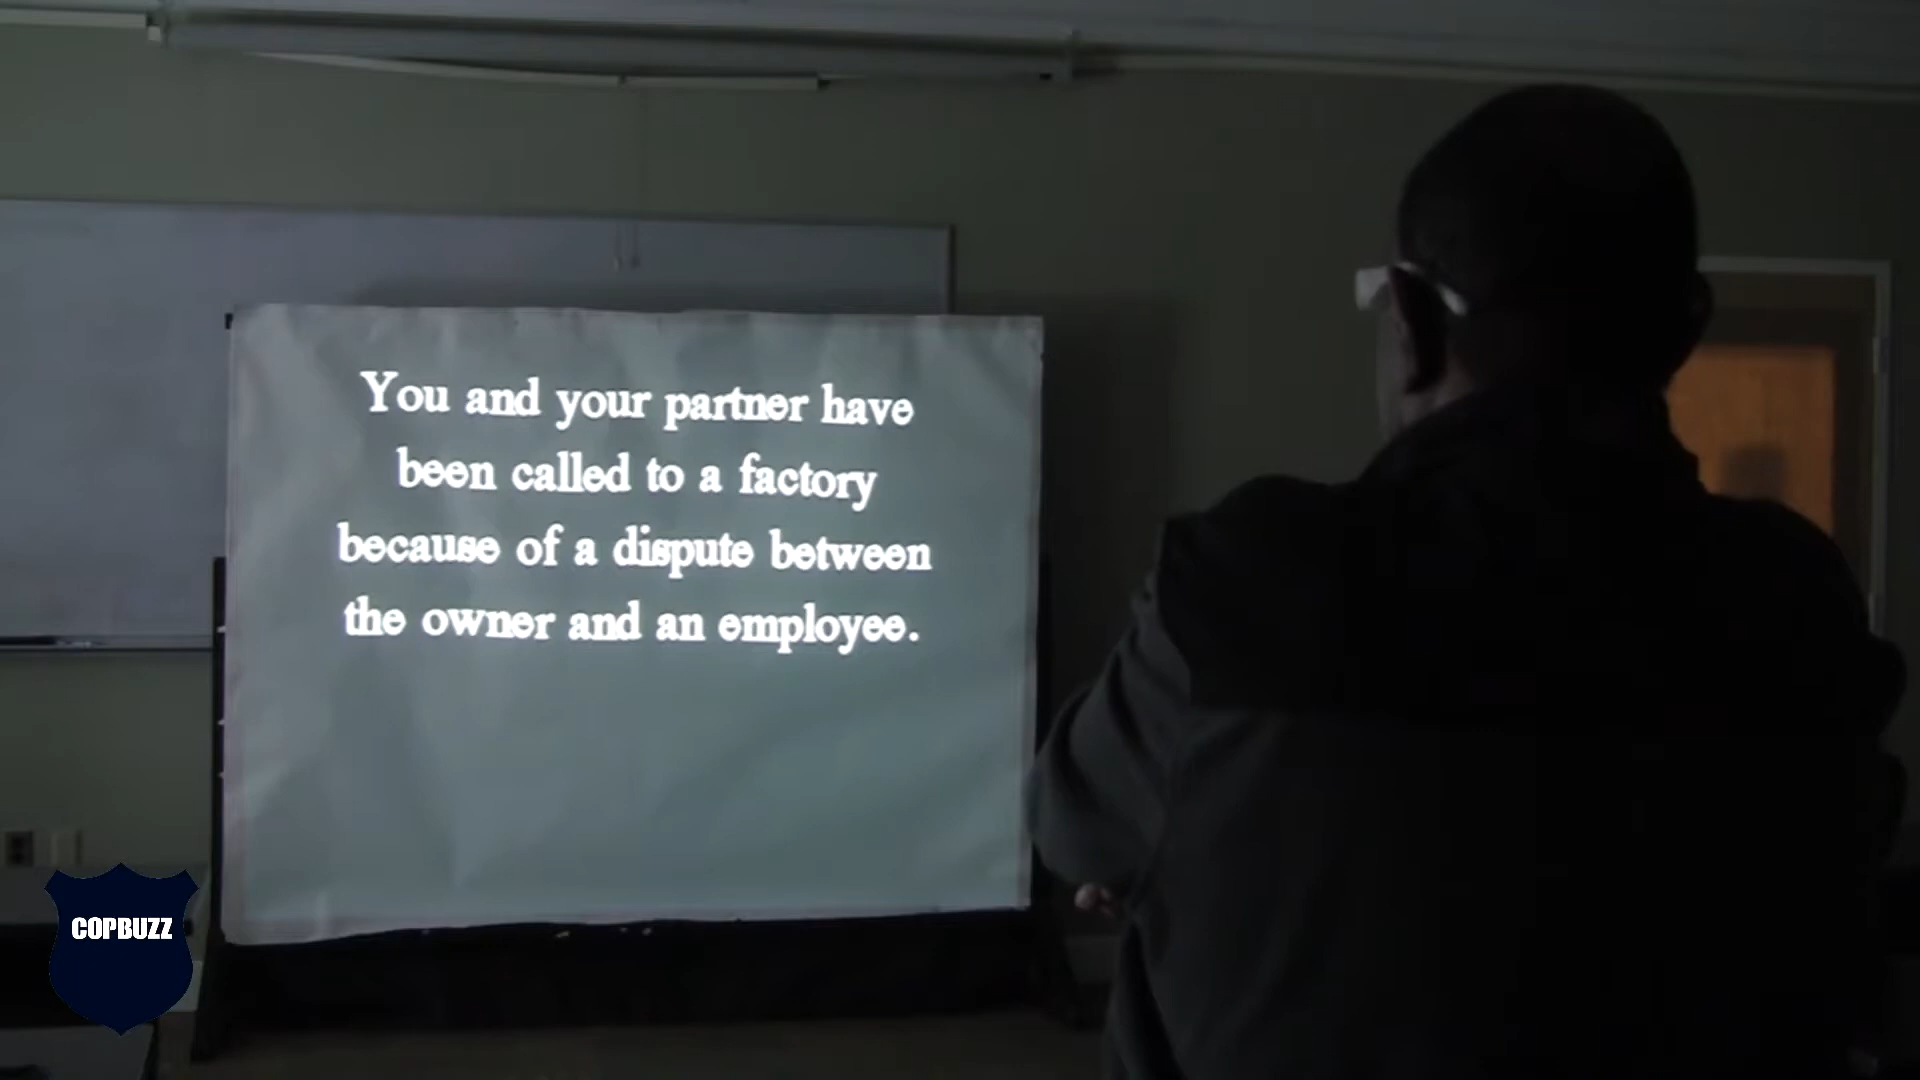 You and your partner have
been called to a factory
because of a dispute between
the owner and an employee.
COPBUZZ